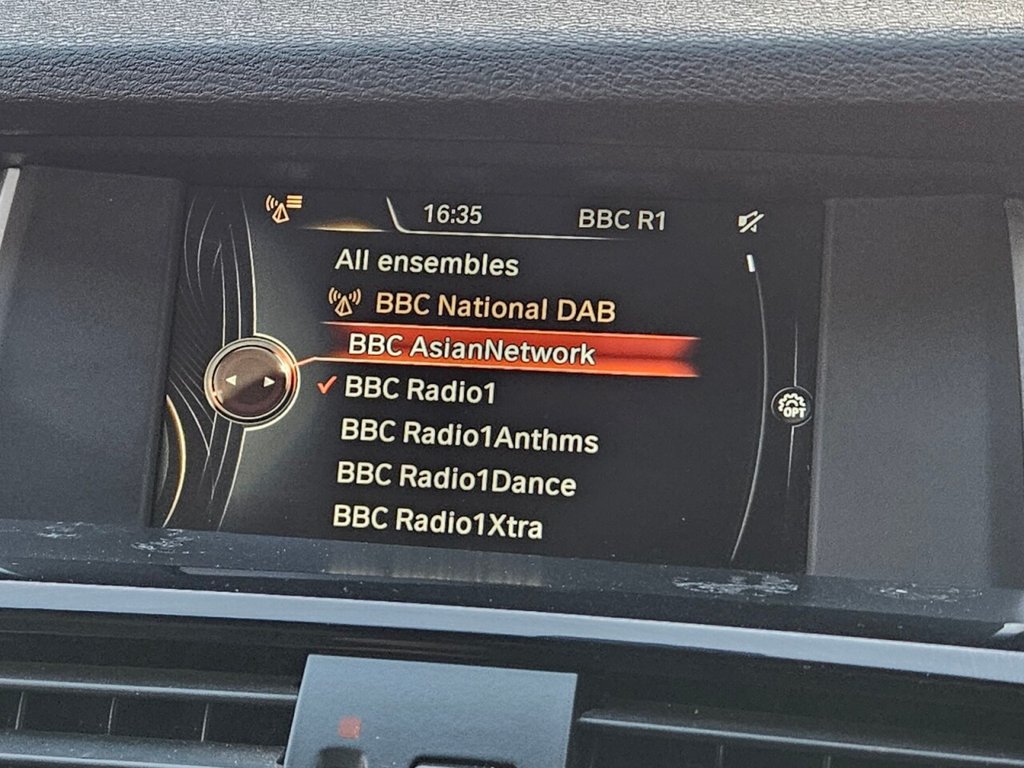 16:35 BBC R1
All ensembles
BBC National DAB
BBC AsianNetwork
BBC Radio1
BBC Radio1Anthms
BBC Radio1Dance
BBC Radio1Xtra
OPT